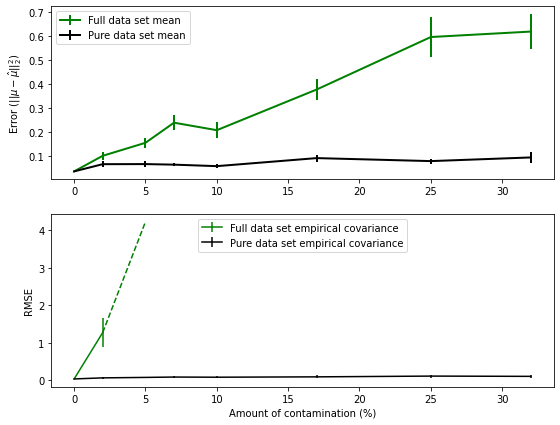 0.7
0.6
0.5
0.4
0.3
0.2
0.1
Error (||μ − μ̂||₂²)
Full data set mean
Pure data set mean
0 5 10 15 20 25 30
4
3
2
1
0
RMSE
Full data set empirical covariance
Pure data set empirical covariance
0 5 10 15 20 25 30
Amount of contamination (%)